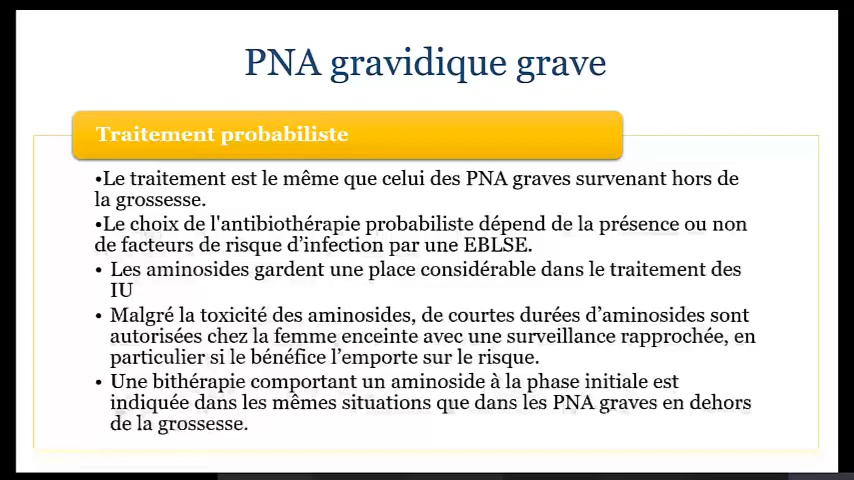 PNA gravidique grave
Traitement probabiliste
•Le traitement est le même que celui des PNA graves survenant hors de
la grossesse.
•Le choix de l'antibiothérapie probabiliste dépend de la présence ou non
de facteurs de risque d’infection par une EBLSE.
• Les aminosides gardent une place considérable dans le traitement des
IU
• Malgré la toxicité des aminosides, de courtes durées d’aminosides sont
autorisées chez la femme enceinte avec une surveillance rapprochée, en
particulier si le bénéfice l’emporte sur le risque.
• Une bithérapie comportant un aminoside à la phase initiale est
indiquée dans les mêmes situations que dans les PNA graves en dehors
de la grossesse.